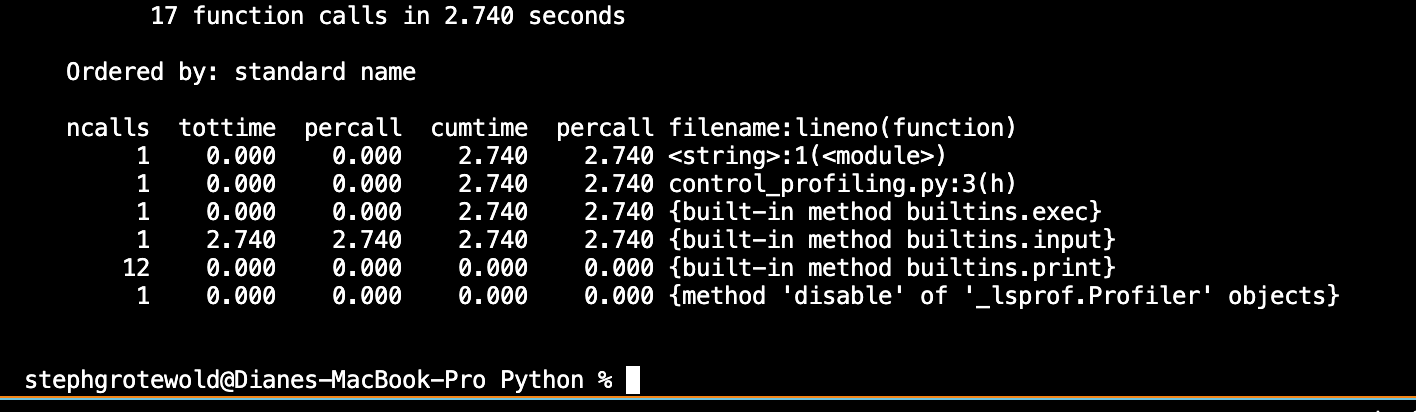 17 function calls in 2.740 seconds
Ordered by: standard name
ncalls tottime percall cumtime percall filename:lineno(function)
1 0.000 0.000 2.740 2.740 <string>:1(<module>)
1 0.000 0.000 2.740 2.740 control_profiling.py:3(h)
1 0.000 0.000 2.740 2.740 {built-in method builtins.exec}
1 2.740 2.740 2.740 2.740 {built-in method builtins.input}
12 0.000 0.000 0.000 0.000 {built-in method builtins.print}
1 0.000 0.000 0.000 0.000 {method 'disable' of '_lsprof.Profiler' objects}
stephgrotewold@Dianes-MacBook-Pro Python %